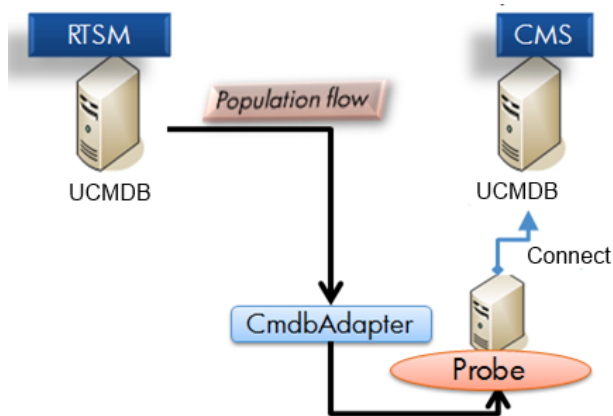 RTSM
CMS
Population flow
UCMDB
UCMDB
Connect
CmdbAdapter
Probe